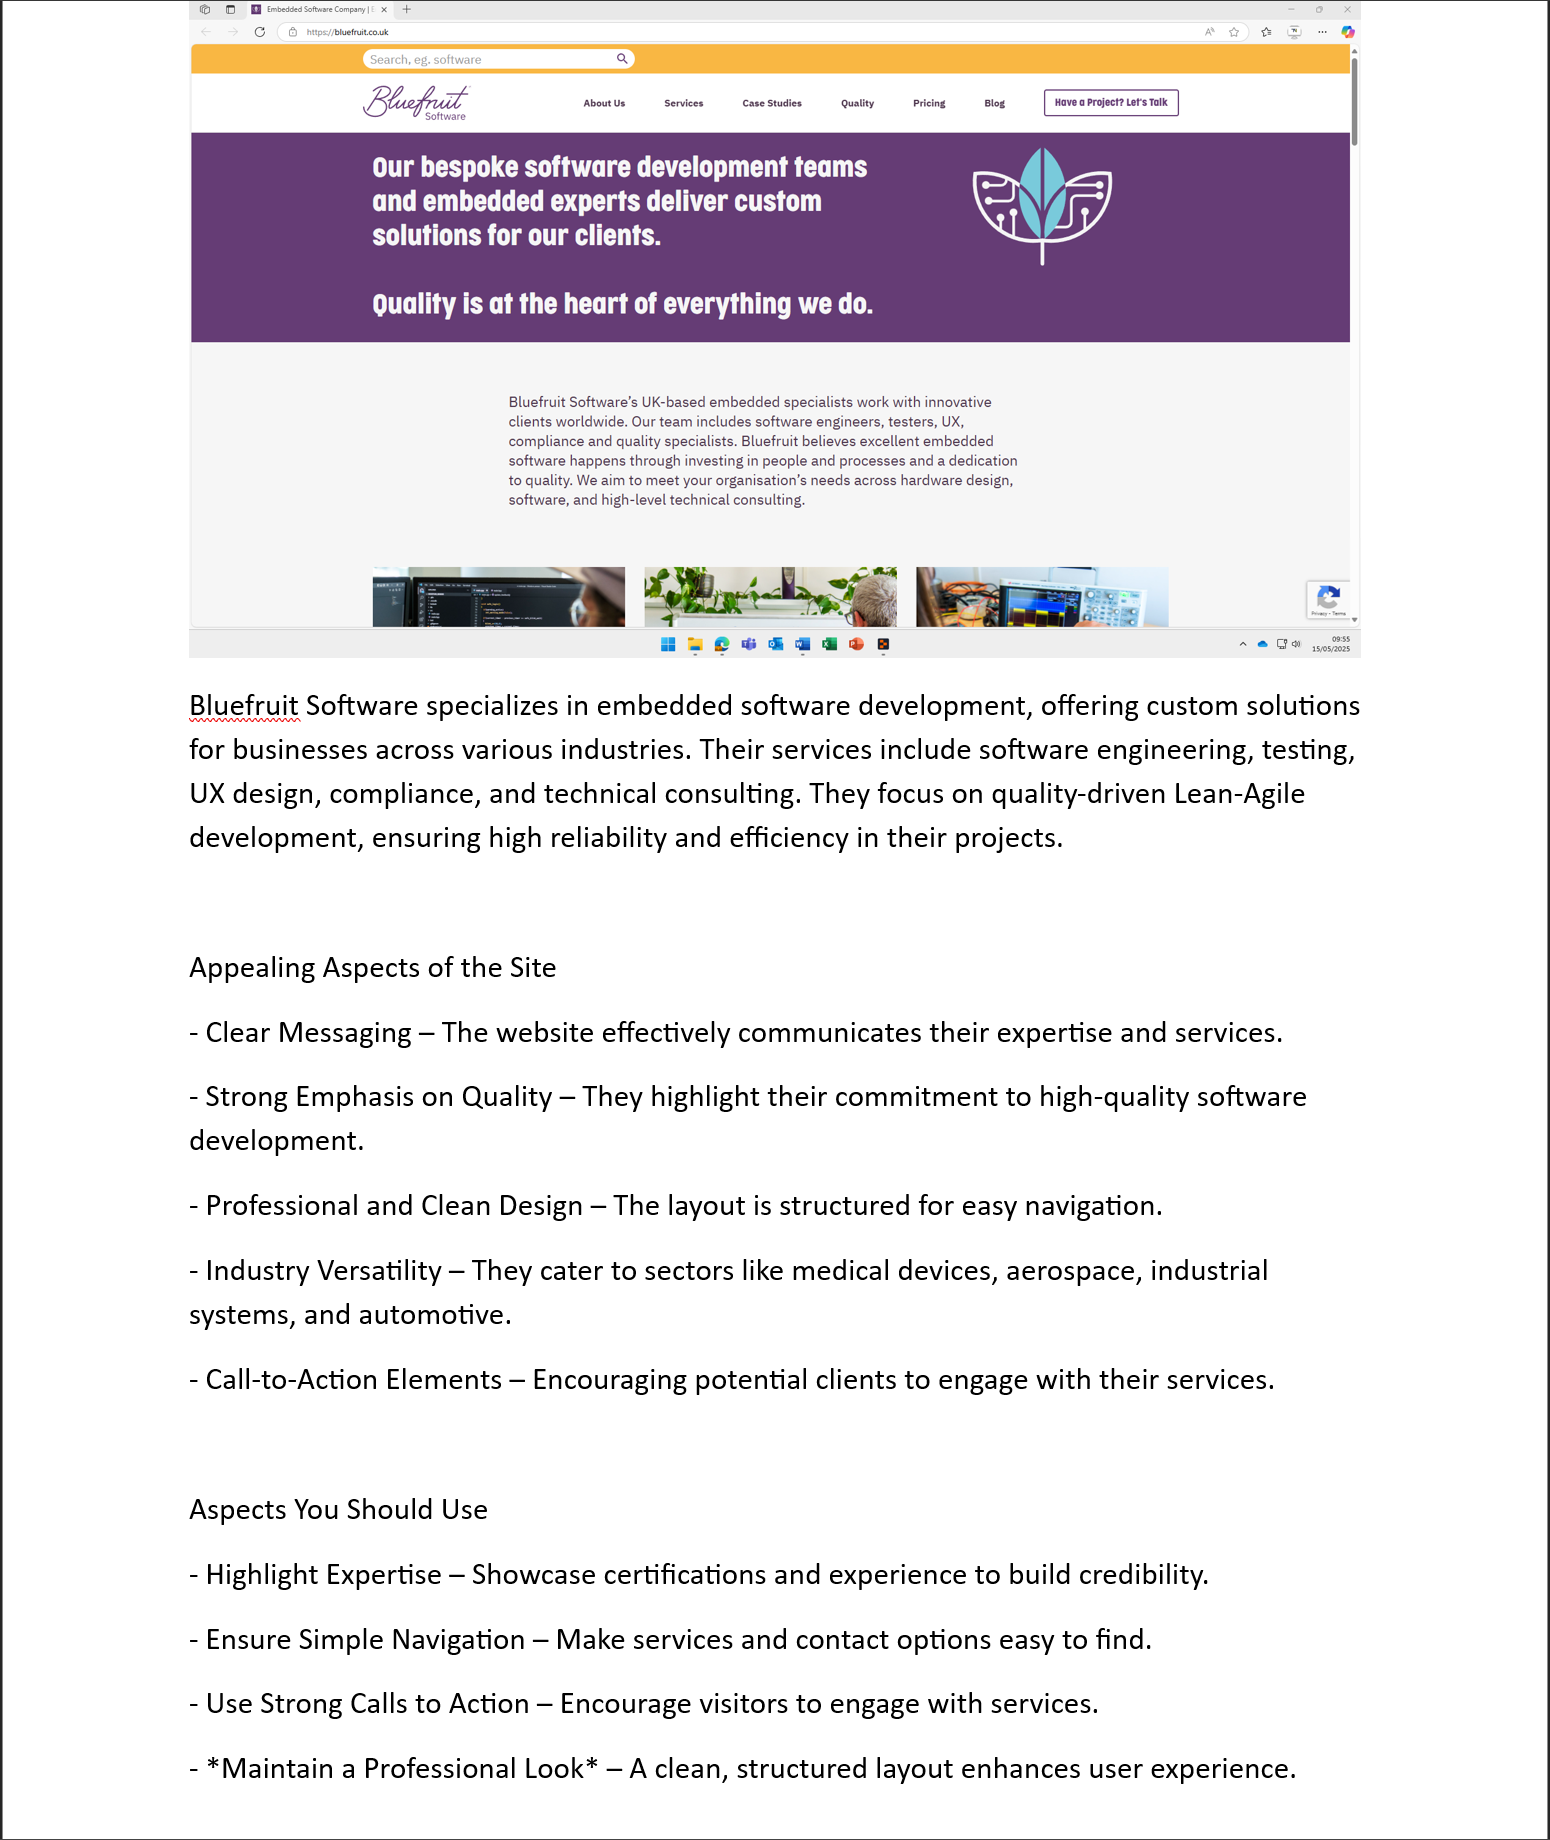 Embedded Software Company |
https://bluefruit.co.uk
Search, eg. software
Bluefruit
Software
About Us
Services
Case Studies
Quality
Pricing
Blog
Have a Project? Let's Talk
Our bespoke software development teams
and embedded experts deliver custom
solutions for our clients.
Quality is at the heart of everything we do.
Bluefruit Software's UK-based embedded specialists work with innovative
clients worldwide. Our team includes software engineers, testers, UX,
compliance and quality specialists. Bluefruit believes excellent embedded
software happens through investing in people and processes and a dedication
to quality. We aim to meet your organisation's needs across hardware design,
software, and high-level technical consulting.
Privacy - Terms
09:55
15/05/2025
Bluefruit Software specializes in embedded software development, offering custom solutions
for businesses across various industries. Their services include software engineering, testing,
UX design, compliance, and technical consulting. They focus on quality-driven Lean-Agile
development, ensuring high reliability and efficiency in their projects.
Appealing Aspects of the Site
- Clear Messaging – The website effectively communicates their expertise and services.
- Strong Emphasis on Quality – They highlight their commitment to high-quality software
development.
- Professional and Clean Design – The layout is structured for easy navigation.
- Industry Versatility – They cater to sectors like medical devices, aerospace, industrial
systems, and automotive.
- Call-to-Action Elements – Encouraging potential clients to engage with their services.
Aspects You Should Use
- Highlight Expertise – Showcase certifications and experience to build credibility.
- Ensure Simple Navigation – Make services and contact options easy to find.
- Use Strong Calls to Action – Encourage visitors to engage with services.
- *Maintain a Professional Look* – A clean, structured layout enhances user experience.